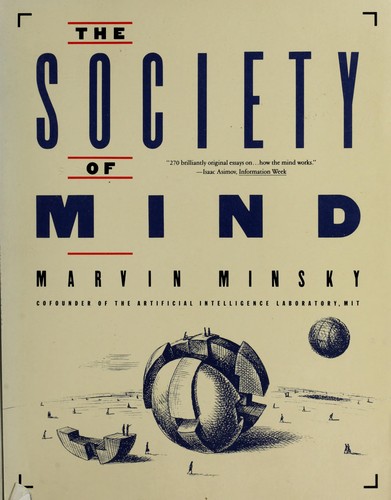 THE
SOCIETY
OF
"270 brilliantly original essays on...how the mind works."
—Isaac Asimov, Information Week
MIND
MARVIN MINSKY
COFOUNDER OF THE ARTIFICIAL INTELLIGENCE LABORATORY, MIT